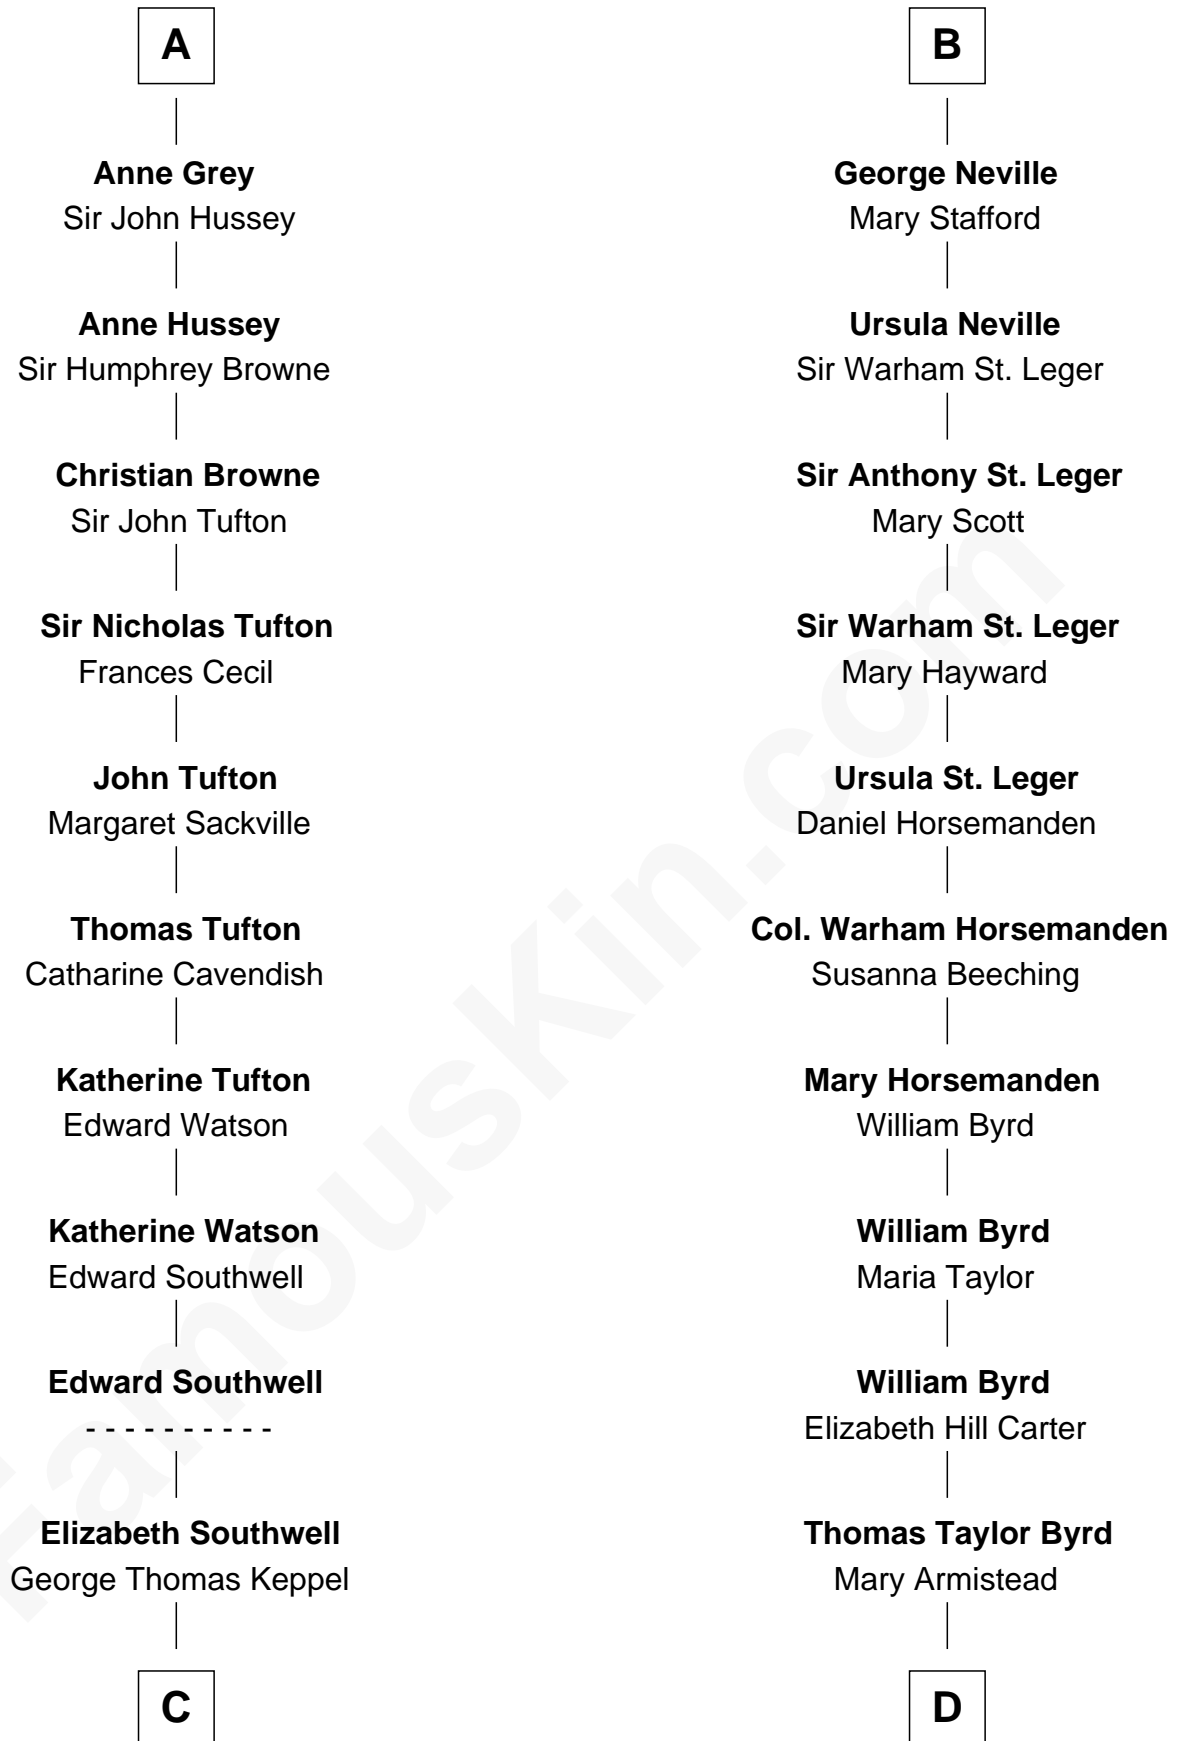 A
Anne Grey
Sir John Hussey
Anne Hussey
Sir Humphrey Browne
Christian Browne
Sir John Tufton
Sir Nicholas Tufton
Frances Cecil
John Tufton
Margaret Sackville
Thomas Tufton
Catharine Cavendish
Katherine Tufton
Edward Watson
Katherine Watson
Edward Southwell
Edward Southwell
- - - - - - - - - -
Elizabeth Southwell
George Thomas Keppel
C
B
George Neville
Mary Stafford
Ursula Neville
Sir Warham St. Leger
Sir Anthony St. Leger
Mary Scott
Sir Warham St. Leger
Mary Hayward
Ursula St. Leger
Daniel Horsemanden
Col. Warham Horsemanden
Susanna Beeching
Mary Horsemanden
William Byrd
William Byrd
Maria Taylor
William Byrd
Elizabeth Hill Carter
Thomas Taylor Byrd
Mary Armistead
D
FamousKin.com